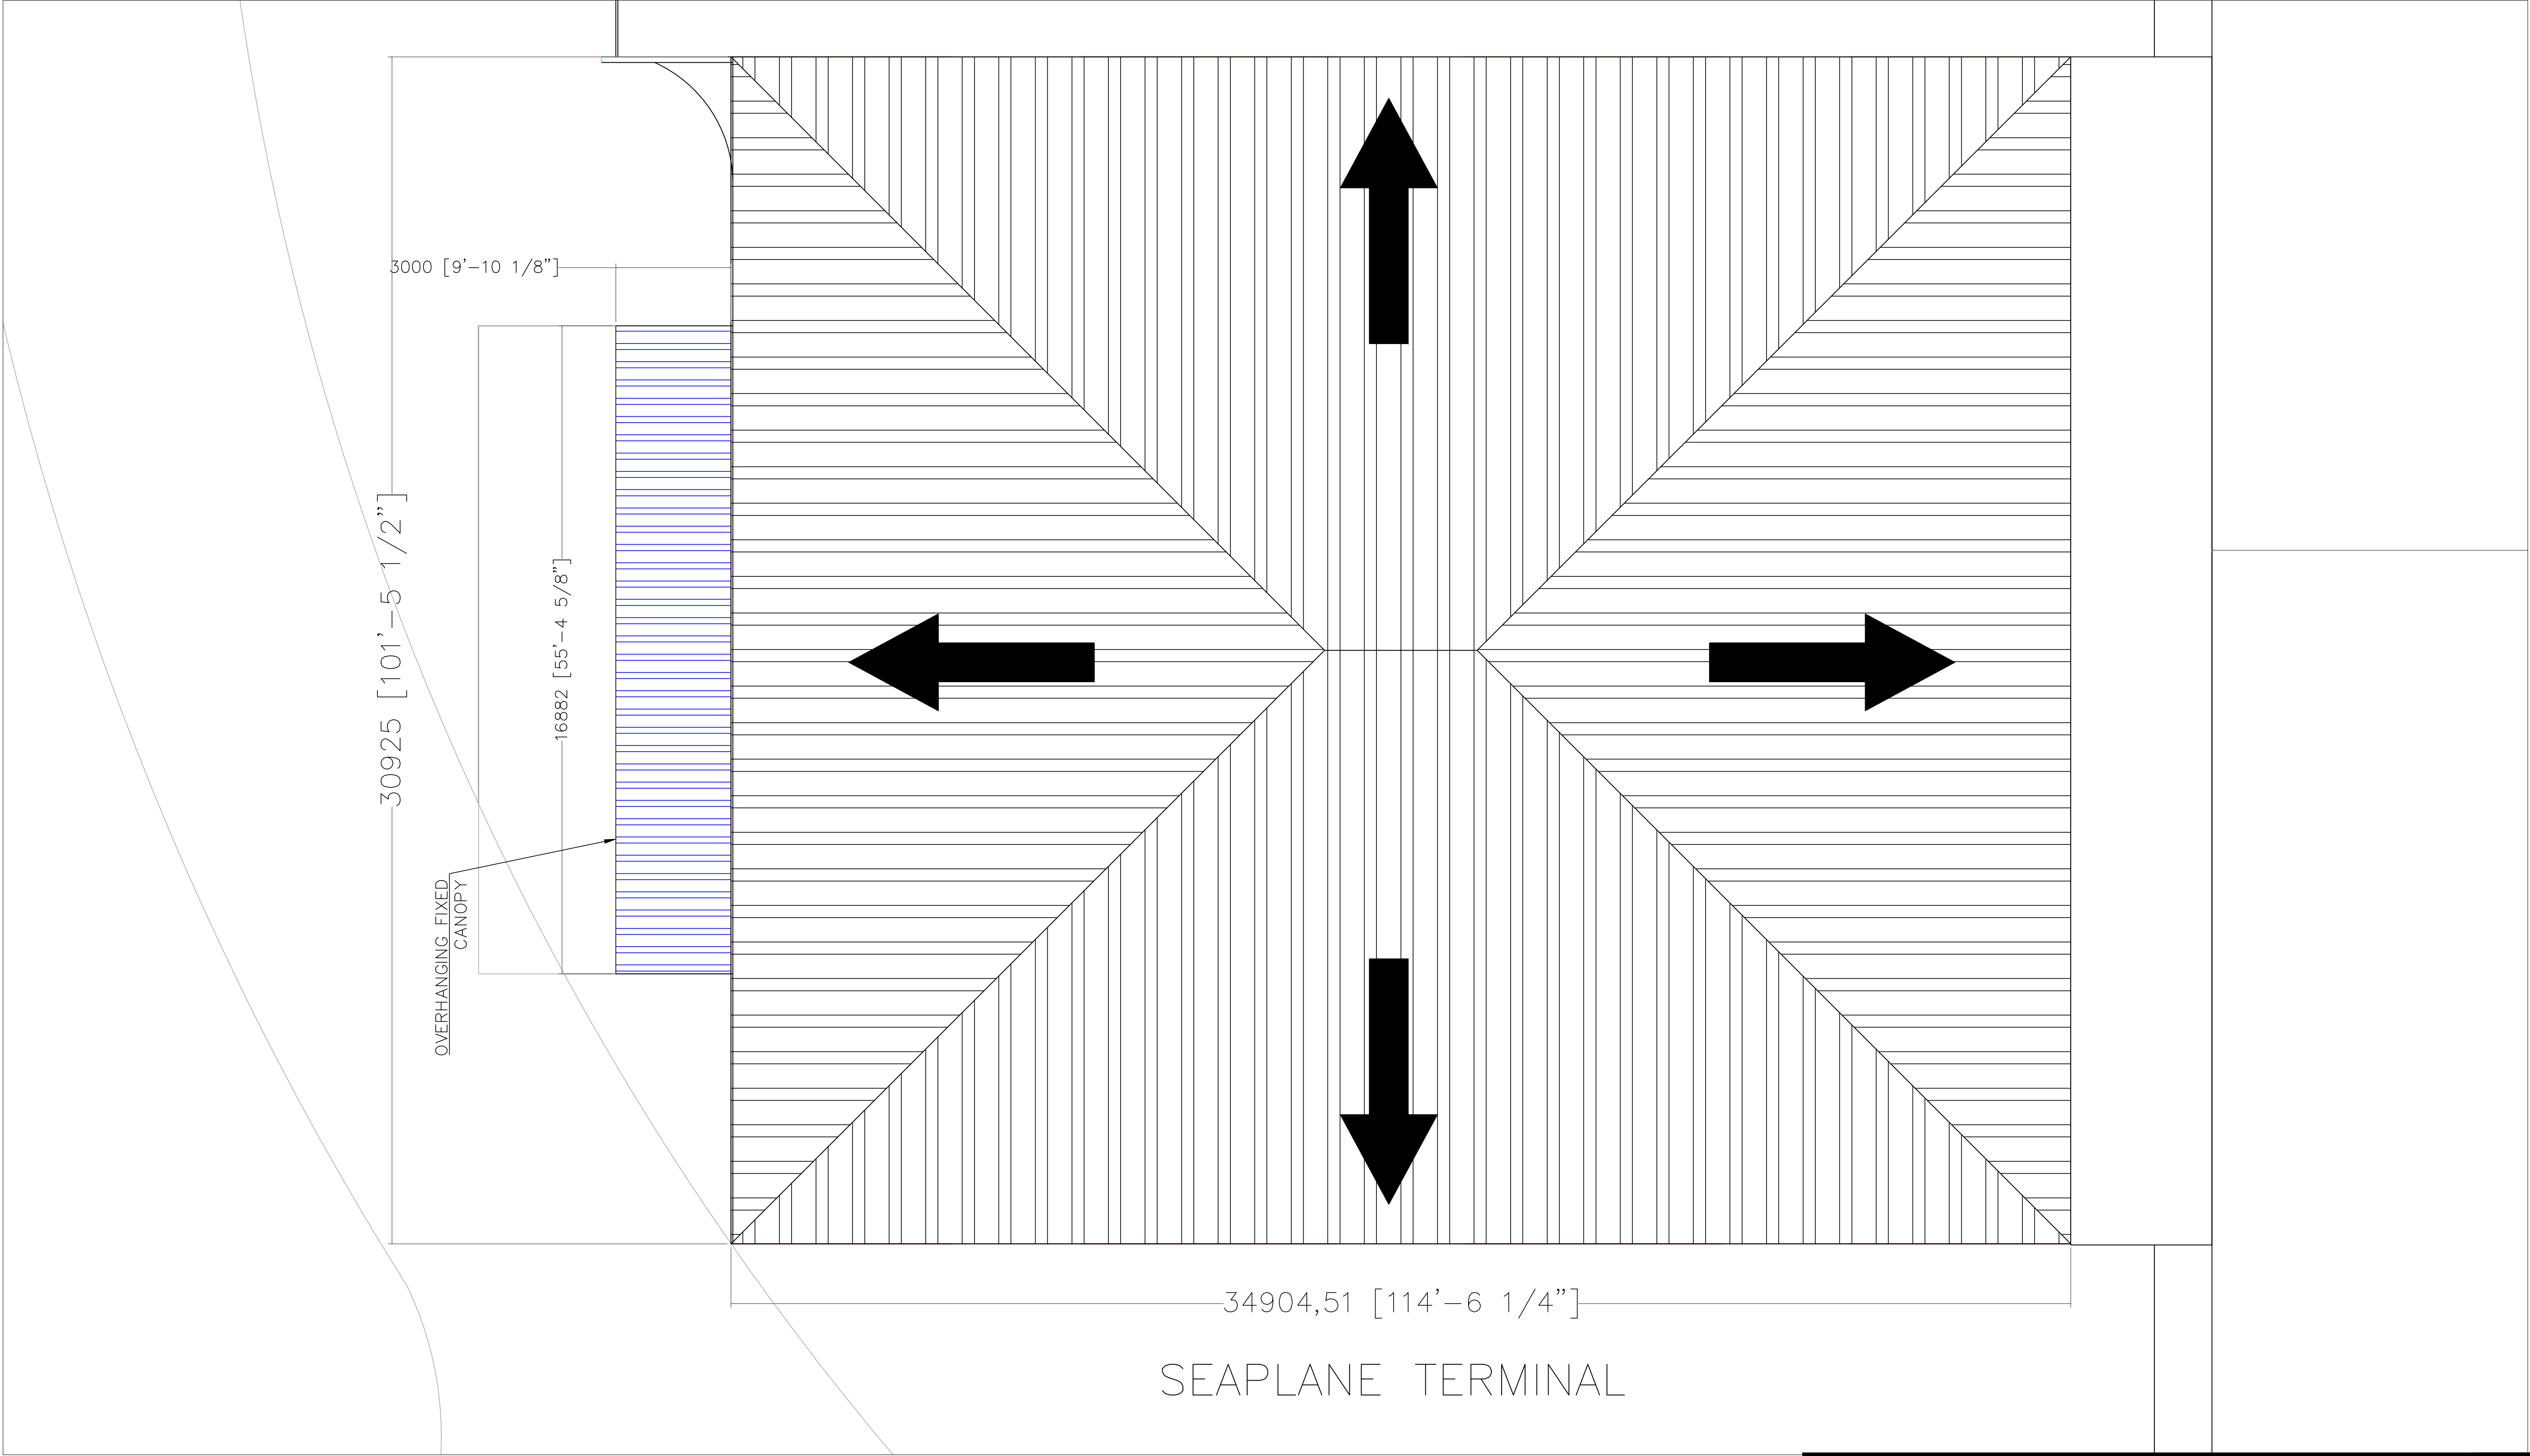 3000 [9'-10 1/8"]
30925 [101'-5 1/2"]
16882 [55'-4 5/8"]
OVERHANGING FIXED
CANOPY
34904,51 [114'-6 1/4"]
SEAPLANE TERMINAL